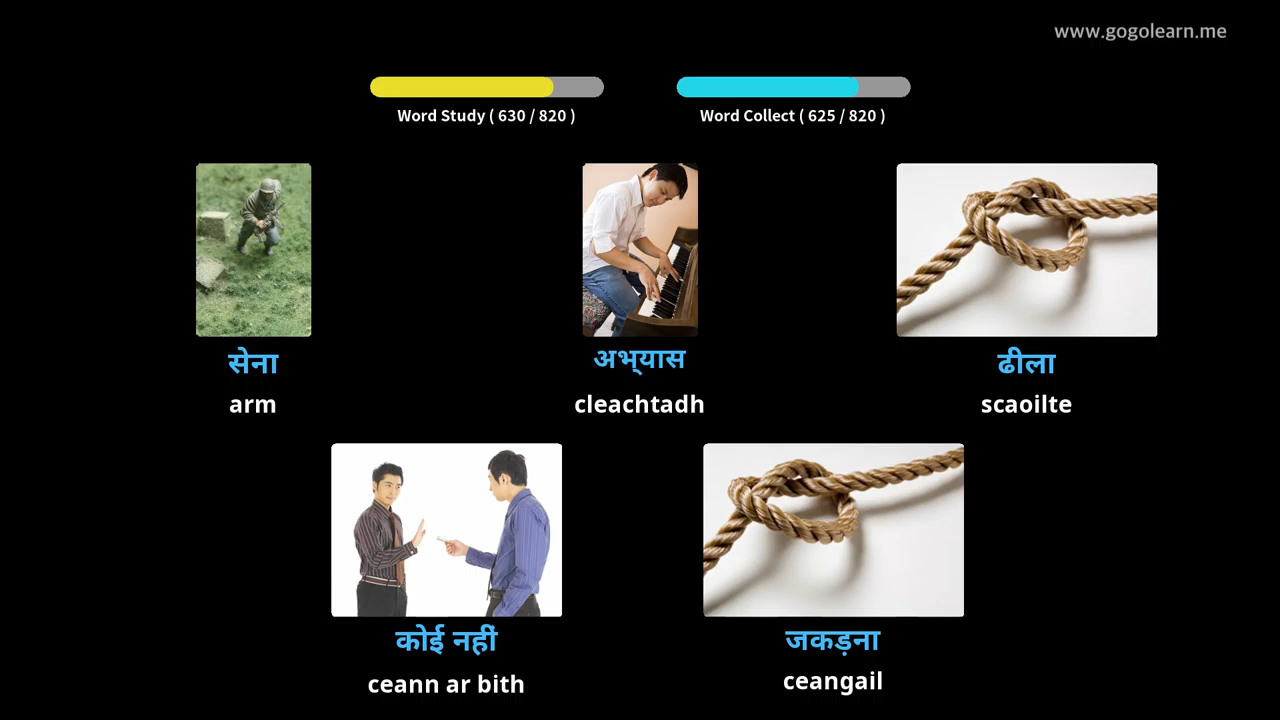 www.gogolearn.me
Word Study ( 630 / 820 )
Word Collect ( 625 / 820 )
सेना
arm
अभ्‌यास
cleachtadh
ढीला
scaoilte
कोई नहीं
ceann ar bith
जकड़ना
ceangail